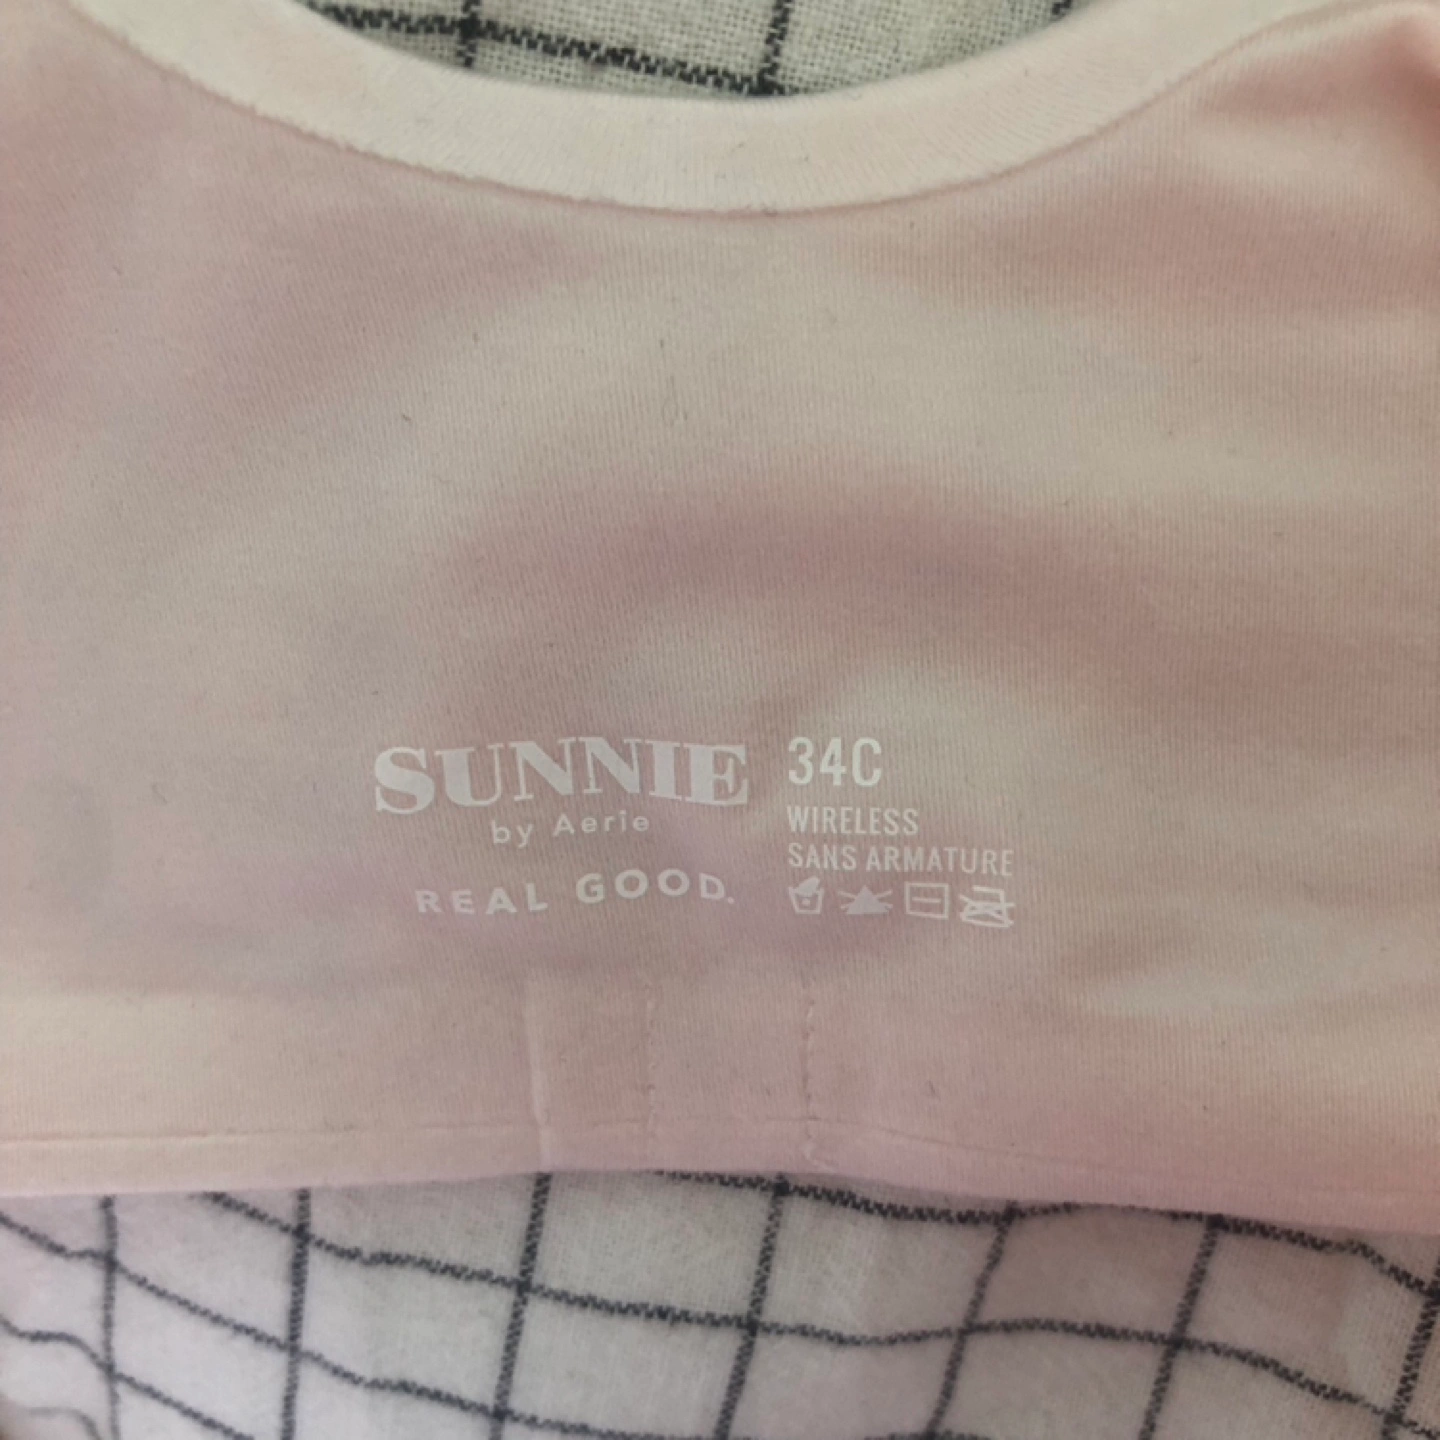 SUNNIE
by Aerie
REAL GOOD.
34C
WIRELESS
SANS ARMATURE